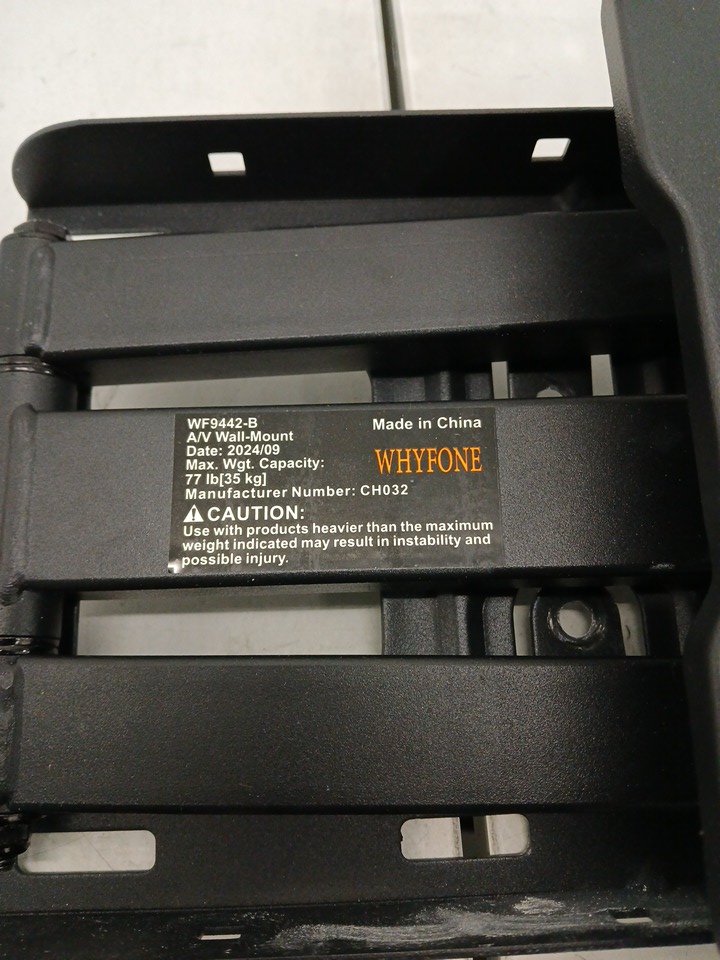 WF9442-B
Made in China
A/V Wall-Mount
Date: 2024/09
WHYFONE
Max. Wgt. Capacity:
77 lb[35 kg]
Manufacturer Number: CH032
CAUTION:
Use with products heavier than the maximum
weight indicated may result in instability and
possible injury.